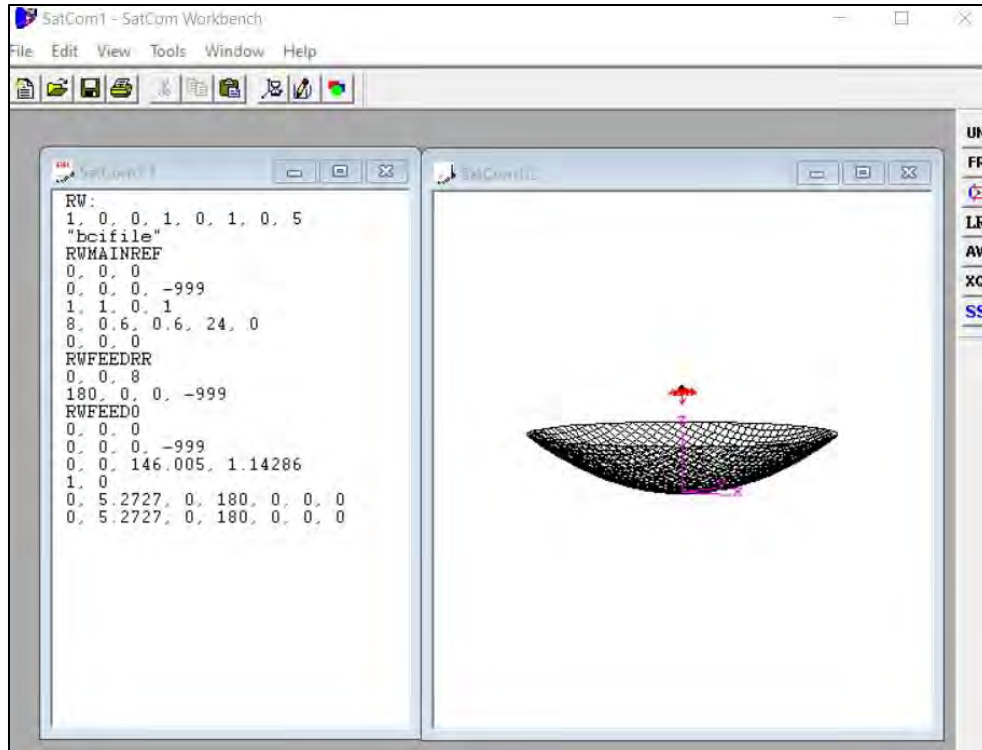 SatCom1 - SatCom Workbench
File Edit View Tools Window Help
RW:
1, 0, 0, 1, 0, 1, 0, 5
"bcifile"
RWMAINREF
0, 0, 0
0, 0, 0, -999
1, 1, 0, 1
8, 0.6, 0.6, 24, 0
0, 0, 0
RWFEEDRR
0, 0, 8
180, 0, 0, -999
RWFEED0
0, 0, 0
0, 0, 0, -999
0, 0, 146.005, 1.14286
1, 0
0, 5.2727, 0, 180, 0, 0, 0
0, 5.2727, 0, 180, 0, 0, 0
UN
FR
LR
AW
XQ
SS